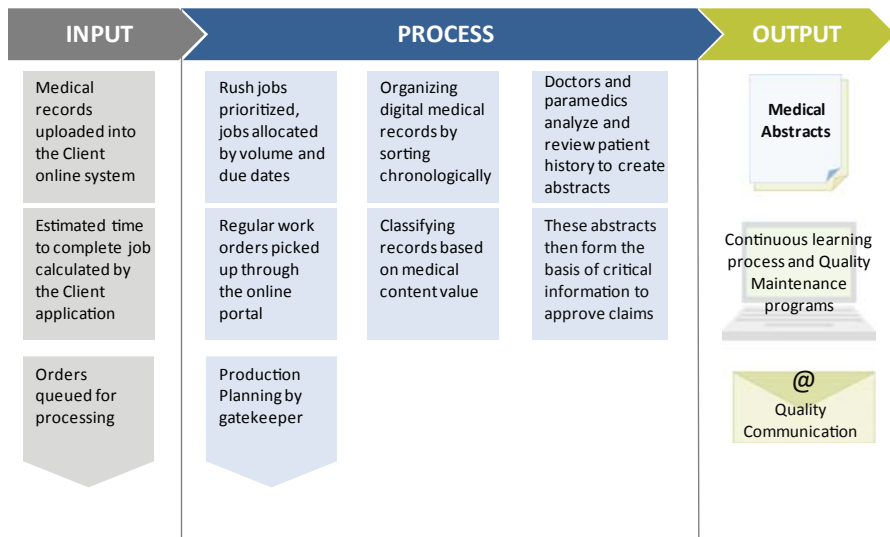 INPUT
PROCESS
OUTPUT
Medical
records
uploaded into
the Client
online system
Estimated time
to complete job
calculated by
the Client
application
Orders
queued for
processing
Rush jobs
prioritized,
jobs allocated
by volume and
due dates
Regular work
orders picked
up through
the online
portal
Production
Planning by
gatekeeper
Organizing
digital medical
records by
sorting
chronologically
Classifying
records based
on medical
content value
Doctors and
paramedics
analyze and
review patient
history to create
abstracts
These abstracts
then form the
basis of critical
information to
approve claims
Medical
Abstracts
Continuous learning
process and Quality
Maintenance
programs
@
Quality
Communication